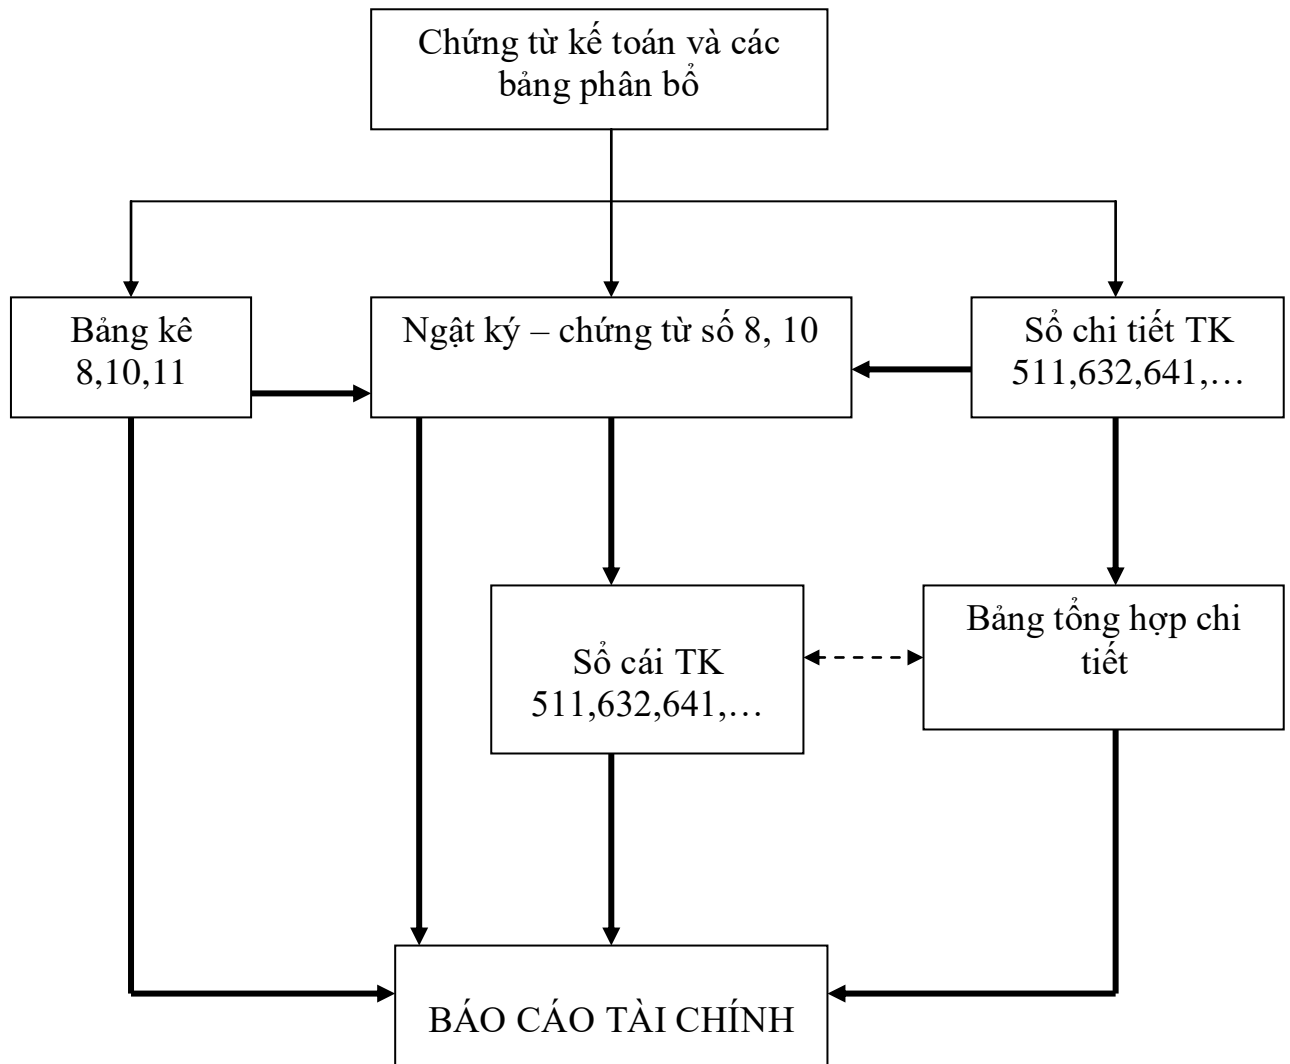 Chứng từ kế toán và các
bảng phân bổ
Bảng kê
8,10,11
Ngật ký – chứng từ số 8, 10
Sổ chi tiết TK
511,632,641,…
Sổ cái TK
511,632,641,…
Bảng tổng hợp chi
tiết
BÁO CÁO TÀI CHÍNH